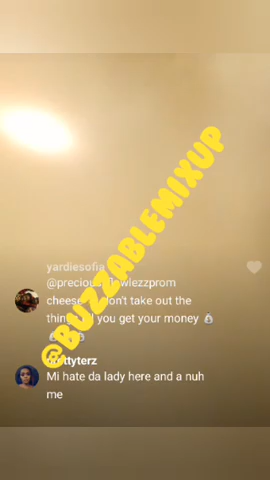 @BUZZABLEMIXUP
yardiesofia
cheese don't take out the
you get your money
Mi hate da lady here and a nuh
me